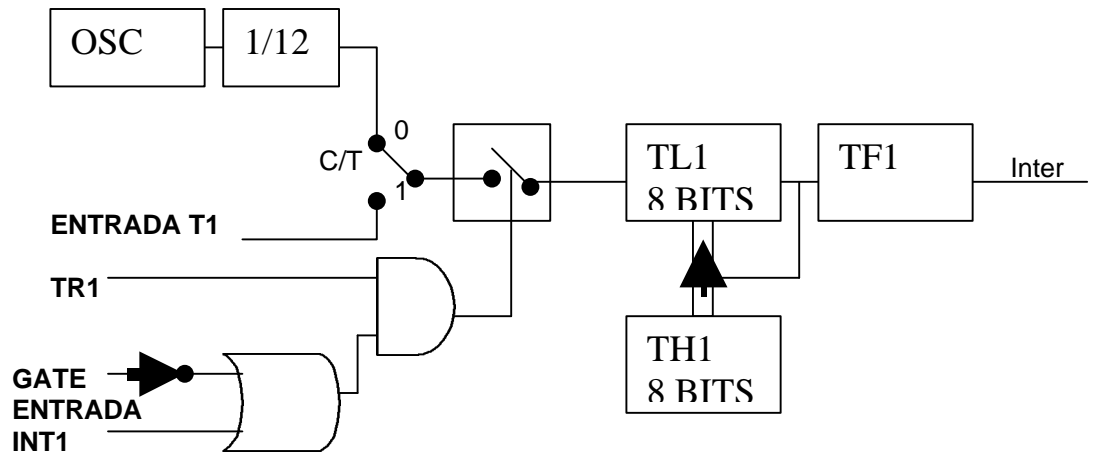 OSC
1/12
0
C/T
1
ENTRADA T1
TR1
GATE
ENTRADA
INT1
TL1
8 BITS
TF1
Inter
TH1
8 BITS